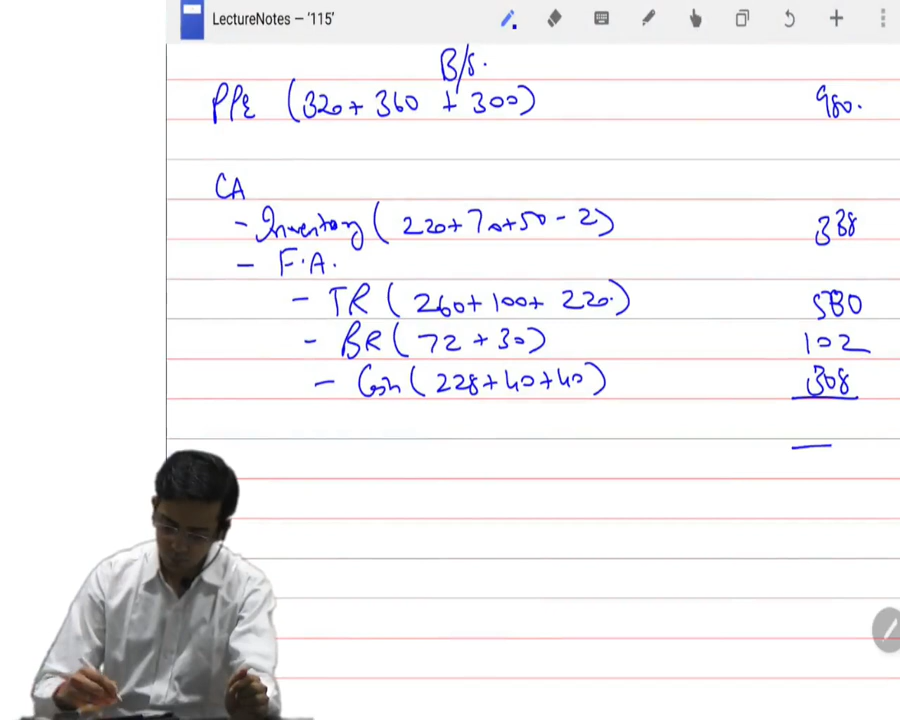 LectureNotes – '115'
B/S.
PPE (320 + 360 + 300) 980.
CA
- Inventory (220 + 70 + 50 - 2) 338
- F.A.
- TR (260 + 100 + 220) 580
- BR (72 + 30) 102
- Cash (228 + 40 + 40) 308